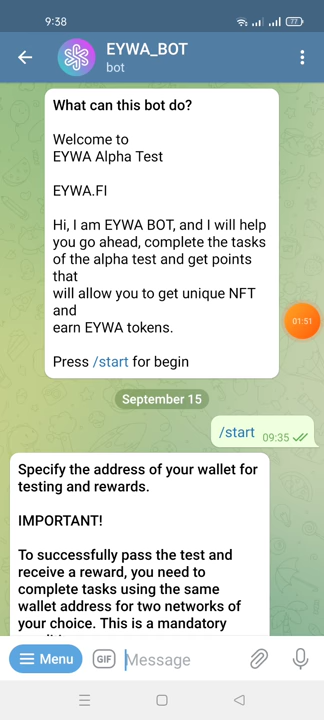 9:38
77
EYWA_BOT
bot
What can this bot do?
Welcome to
EYWA Alpha Test
EYWA.FI
Hi, I am EYWA BOT, and I will help
you go ahead, complete the tasks
of the alpha test and get points
that
will allow you to get unique NFT
and
earn EYWA tokens.
Press /start for begin
01:51
September 15
/start 09:35
Specify the address of your wallet for
testing and rewards.
IMPORTANT!
To successfully pass the test and
receive a reward, you need to
complete tasks using the same
wallet address for two networks of
your choice. This is a mandatory
Menu
GIF
Message